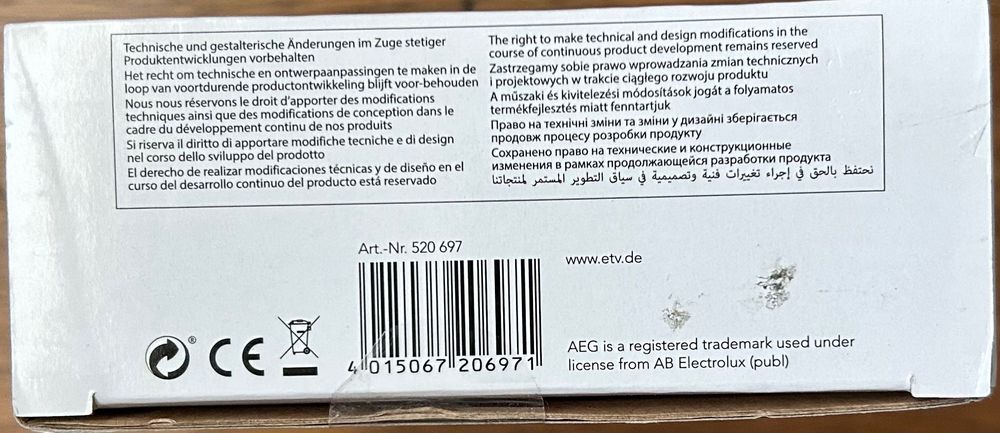 Technische und gestalterische Änderungen im Zuge stetiger
Produktentwicklungen vorbehalten
Het recht om technische en ontwerpaanpassingen te maken in de
loop van voortdurende productontwikkeling blijft voor-behouden
Nous nous réservons le droit d'apporter des modifications
techniques ainsi que des modifications de conception dans le
cadre du développement continu de nos produits
Si riserva il diritto di apportare modifiche tecniche e di design
nel corso dello sviluppo del prodotto
El derecho de realizar modificaciones técnicas y de diseño en el
curso del desarrollo continuo del producto está reservado
The right to make technical and design modifications in the
course of continuous product development remains reserved
Zastrzegamy sobie prawo wprowadzania zmian technicznych
i projektowych w trakcie ciągłego rozwoju produktu
A műszaki és kivitelezési módosítások jogát a folyamatos
termékfejlesztés miatt fenntartjuk
Право на технічні зміни та зміни у дизайні зберігається
продовж процесу розробки продукту
Сохранено право на технические и конструкционные
изменения в рамках продолжающейся разработки продукта
نحتفظ بالحق في إجراء تغييرات فنية وتصميمية في سياق التطوير المستمر لمنتجاتنا
Art.-Nr. 520 697
4 015067 206971
www.etv.de
® CE
AEG is a registered trademark used under
license from AB Electrolux (publ)